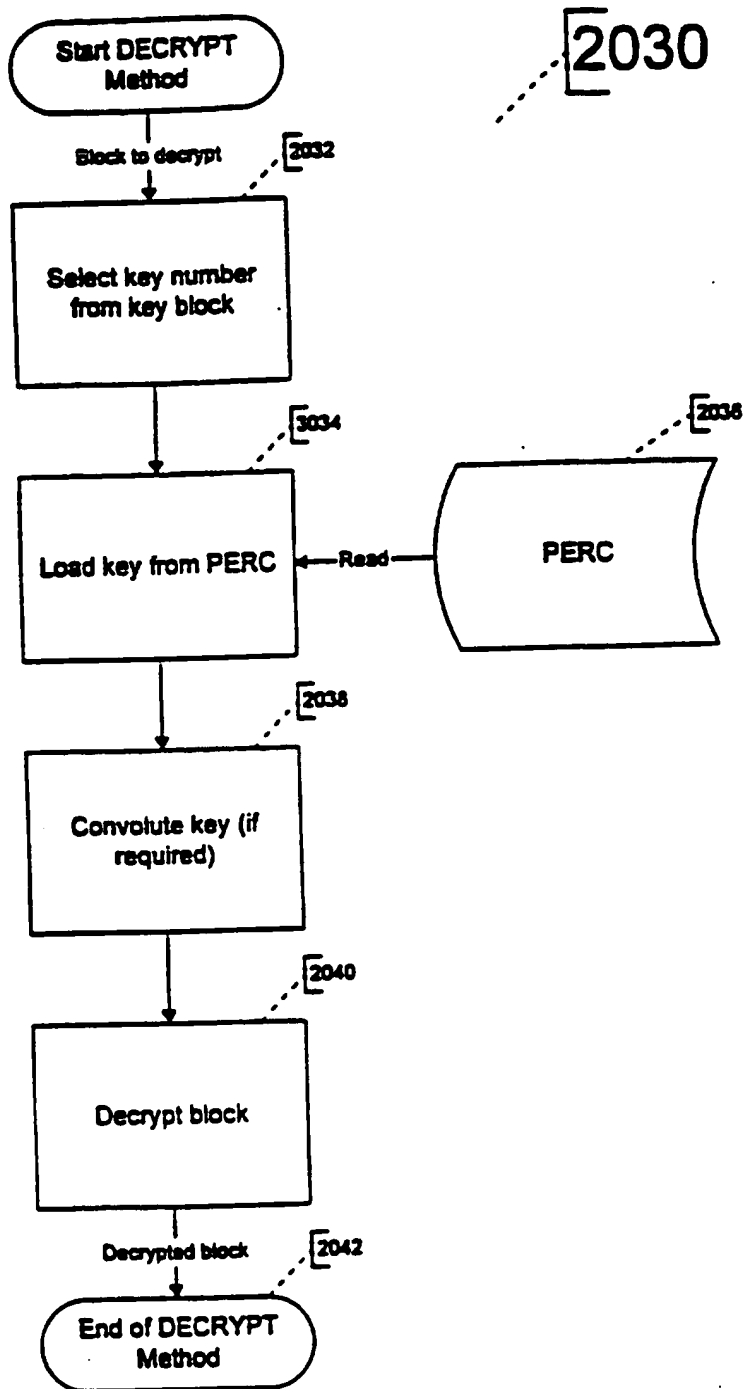 Start DECRYPT
Method
2030
Block to decrypt
2032
Select key number
from key block
3034
2036
Load key from PERC
Read
PERC
2038
Convolute key (if
required)
2040
Decrypt block
Decrypted block
2042
End of DECRYPT
Method